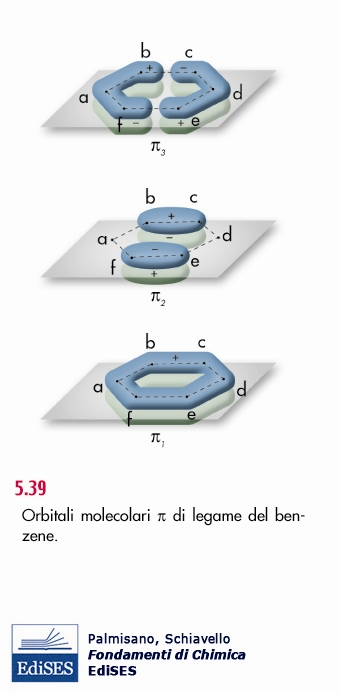 b c
+ −
a d
f − + e
π3
b c
+
a − d
−
f e
+
π2
b c
+
a d
f e
π1
5.39
Orbitali molecolari π di legame del ben-
zene.
EdiSES
Palmisano, Schiavello
Fondamenti di Chimica
EdiSES